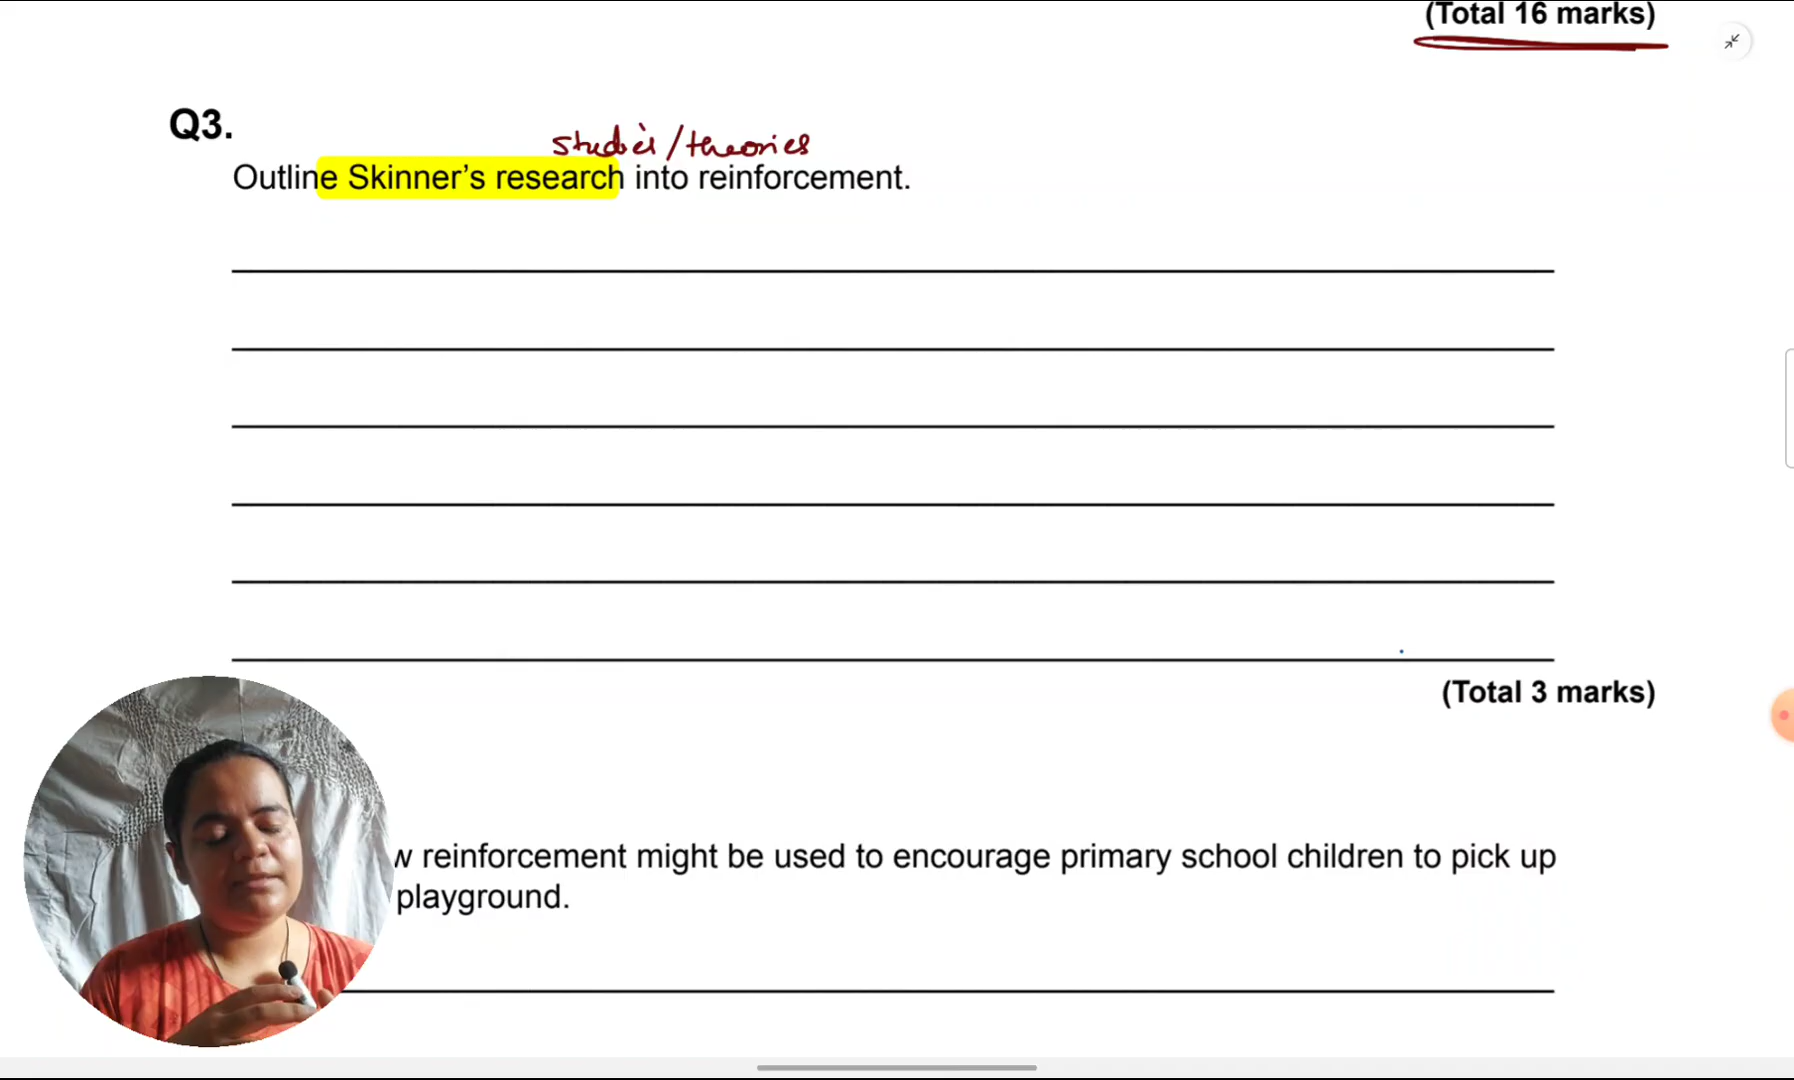 (Total 16 marks)
Q3.
studies/theories
Outline Skinner's research into reinforcement.
(Total 3 marks)
w reinforcement might be used to encourage primary school children to pick up
playground.